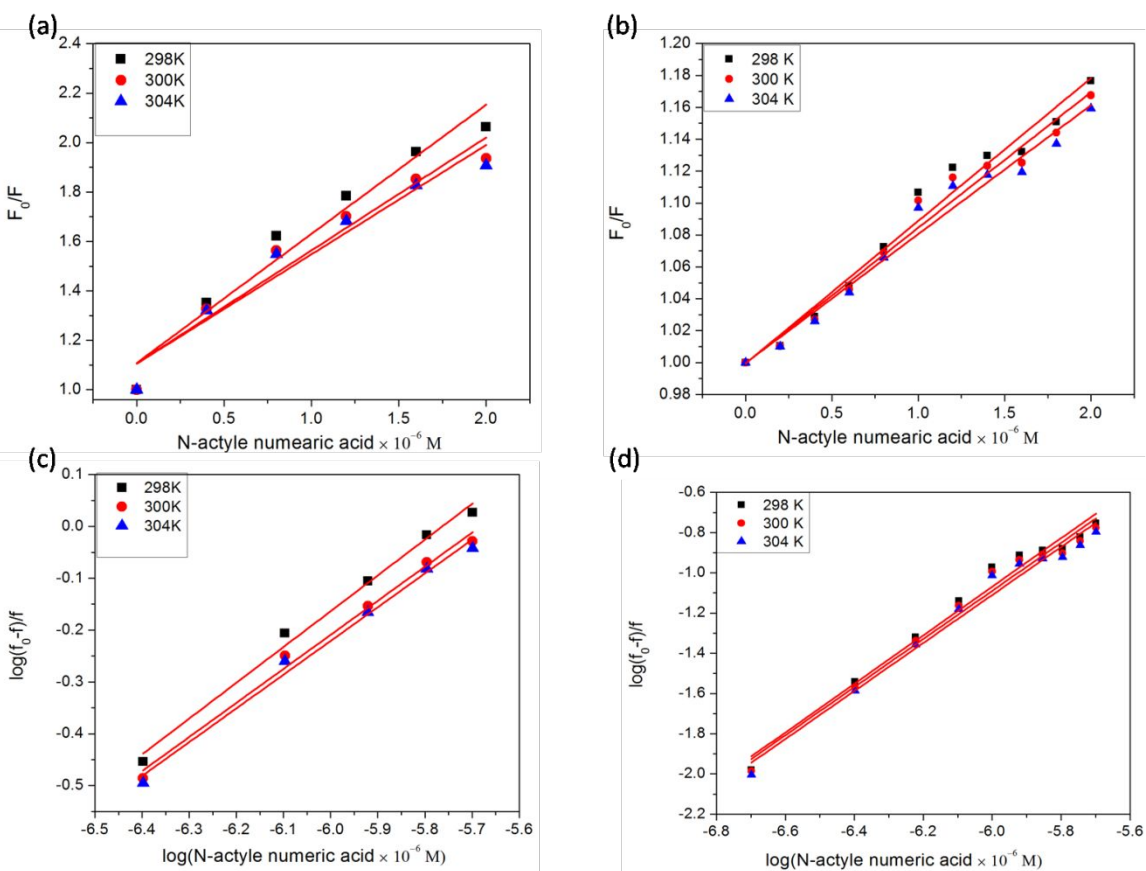 (a)
2.4
2.2
2.0
1.8
1.6
1.4
1.2
1.0
F₀/F
298K
300K
304K
0.0 0.5 1.0 1.5 2.0
N-actyle numearic acid × 10⁻⁶ M
(b)
1.20
1.18
1.16
1.14
1.12
1.10
1.08
1.06
1.04
1.02
1.00
0.98
F₀/F
298 K
300 K
304 K
0.0 0.5 1.0 1.5 2.0
N-actyle numearic acid × 10⁻⁶ M
(c)
0.1
0.0
-0.1
-0.2
-0.3
-0.4
-0.5
log(f₀-f)/f
298K
300K
304K
-6.5 -6.4 -6.3 -6.2 -6.1 -6.0 -5.9 -5.8 -5.7 -5.6
log(N-actyle numeric acid × 10⁻⁶ M)
(d)
-0.6
-0.8
-1.0
-1.2
-1.4
-1.6
-1.8
-2.0
-2.2
log(f₀-f)/f
298 K
300 K
304 K
-6.8 -6.6 -6.4 -6.2 -6.0 -5.8 -5.6
log(N-actyle numeric acid × 10⁻⁶ M)